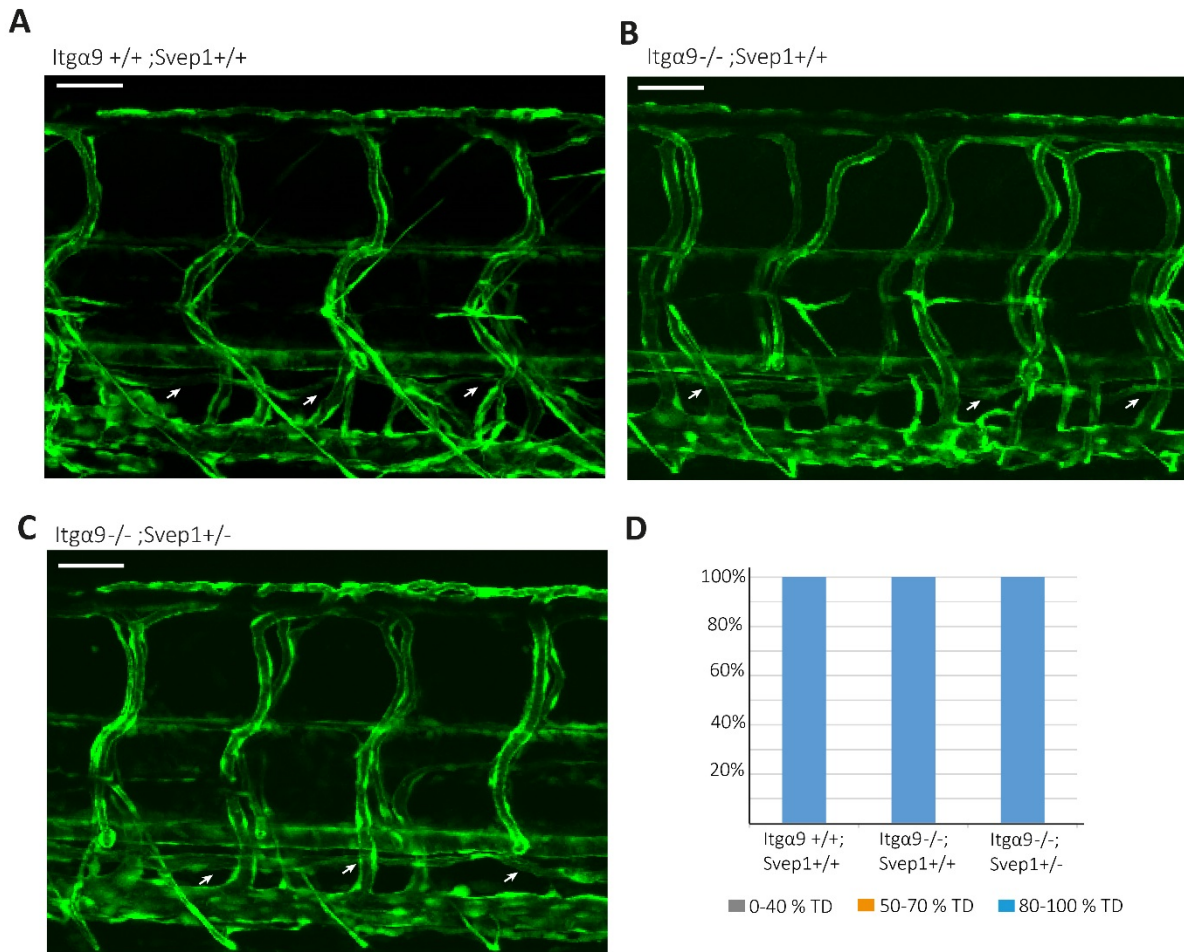 A
Itgα9 +/+ ;Svep1+/+
B
Itgα9-/- ;Svep1+/+
C
Itgα9-/- ;Svep1+/-
D
100%
80%
60%
40%
20%
Itgα9 +/+;
Svep1+/+
Itgα9-/-;
Svep1+/+
Itgα9-/-;
Svep1+/-
0-40 % TD
50-70 % TD
80-100 % TD